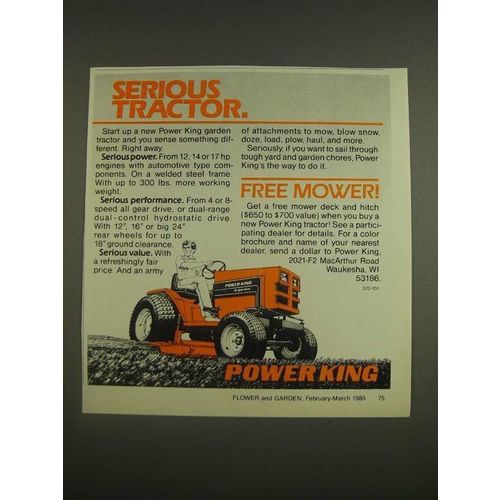 SERIOUS
TRACTOR.
Start up a new Power King garden
tractor and you sense something dif-
ferent. Right away.
Serious power. From 12, 14 or 17 hp
engines with automotive type com-
ponents. On a welded steel frame.
With up to 300 lbs. more working
weight.
Serious performance. From 4 or 8-
speed all gear drive, or dual-range
dual-control hydrostatic drive.
With 12", 16" or big 24"
rear wheels for up to
18" ground clearance.
Serious value. With
a refreshingly fair
price. And an army
of attachments to mow, blow snow,
doze, load, plow, haul, and more.
Seriously, if you want to sail through
tough yard and garden chores, Power
King's the way to do it.
FREE MOWER!
Get a free mower deck and hitch
($650 to $700 value) when you buy a
new Power King tractor! See a partici-
pating dealer for details. For a color
brochure and name of your nearest
dealer, send a dollar to Power King,
2021-F2 MacArthur Road
Waukesha, WI
53186.
270-101
POWER KING
POWER KING
FLOWER and GARDEN, February-March 1985 75